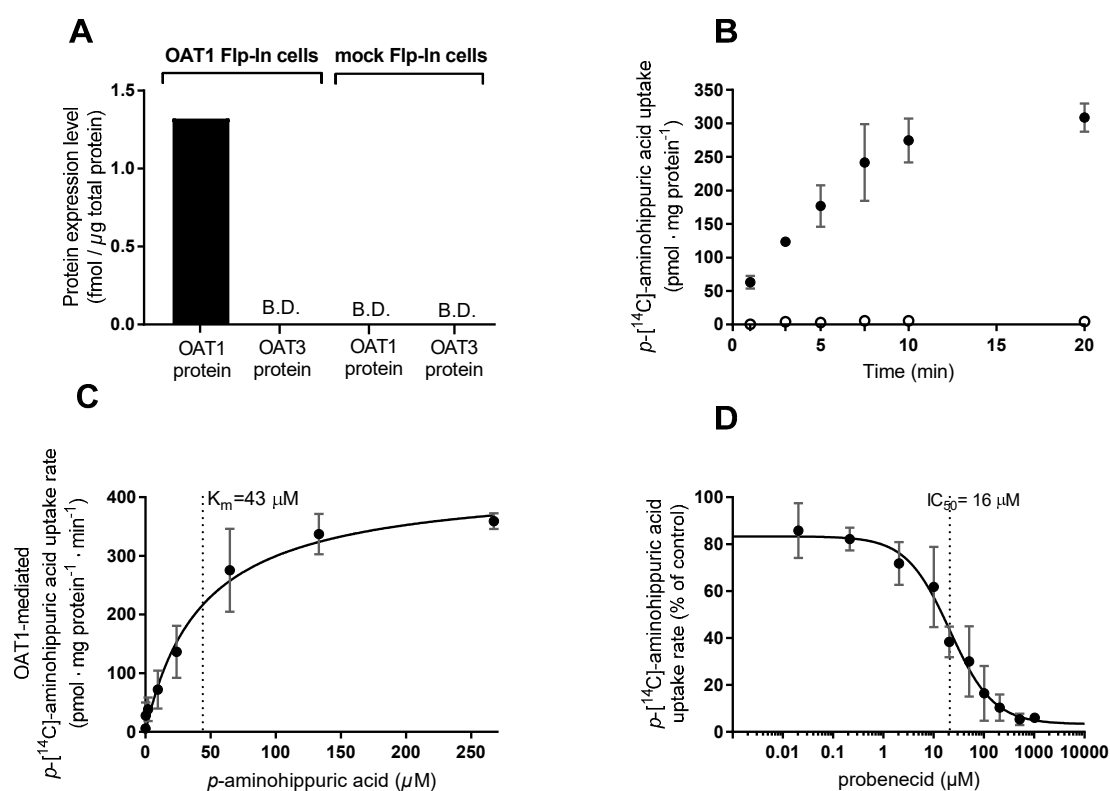 A
OAT1 Flp-In cells mock Flp-In cells
Protein expression level
(fmol / µg total protein)
1.5
1.0
0.5
0.0
B.D. B.D. B.D.
OAT1 OAT3 OAT1 OAT3
protein protein protein protein
B
p-[14C]-aminohippuric acid uptake
(pmol · mg protein-1)
350
300
250
200
150
100
50
0
0 5 10 15 20
Time (min)
C
OAT1-mediated
p-[14C]-aminohippuric acid uptake rate
(pmol · mg protein-1 · min-1)
400
300
200
100
0
Km=43 µM
0 50 100 150 200 250
p-aminohippuric acid (µM)
D
p-[14C]-aminohippuric acid
uptake rate (% of control)
100
80
60
40
20
0
IC50= 16 µM
0.01 0.1 1 10 100 1000 10000
probenecid (µM)